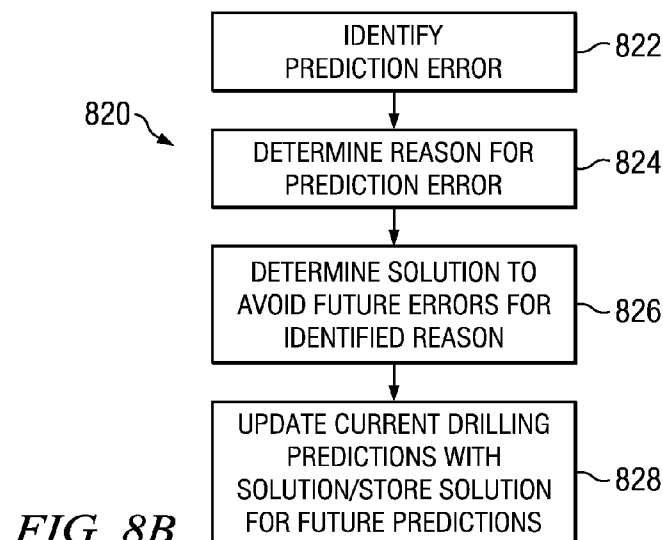 IDENTIFY
PREDICTION ERROR
822
820
DETERMINE REASON FOR
PREDICTION ERROR
824
DETERMINE SOLUTION TO
AVOID FUTURE ERRORS FOR
IDENTIFIED REASON
826
UPDATE CURRENT DRILLING
PREDICTIONS WITH
SOLUTION/STORE SOLUTION
FOR FUTURE PREDICTIONS
828
FIG. 8B